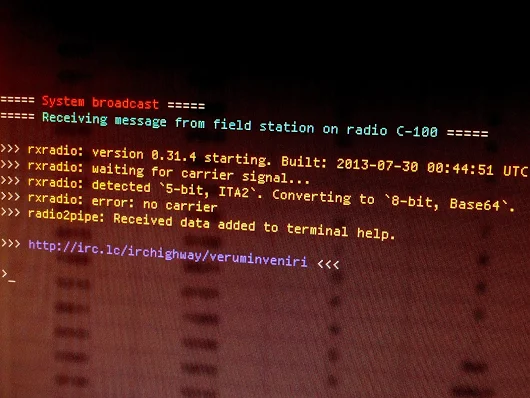 ===== System broadcast =====
===== Receiving message from field station on radio C-100 =====
>>> rxradio: version 0.31.4 starting. Built: 2013-07-30 00:44:51 UTC
>>> rxradio: waiting for carrier signal...
>>> rxradio: detected `5-bit, ITA2`. Converting to `8-bit, Base64`.
>>> rxradio: error: no carrier
>>> radio2pipe: Received data added to terminal help.
>>> http://irc.lc/irchighway/veruminveniri <<<
>_